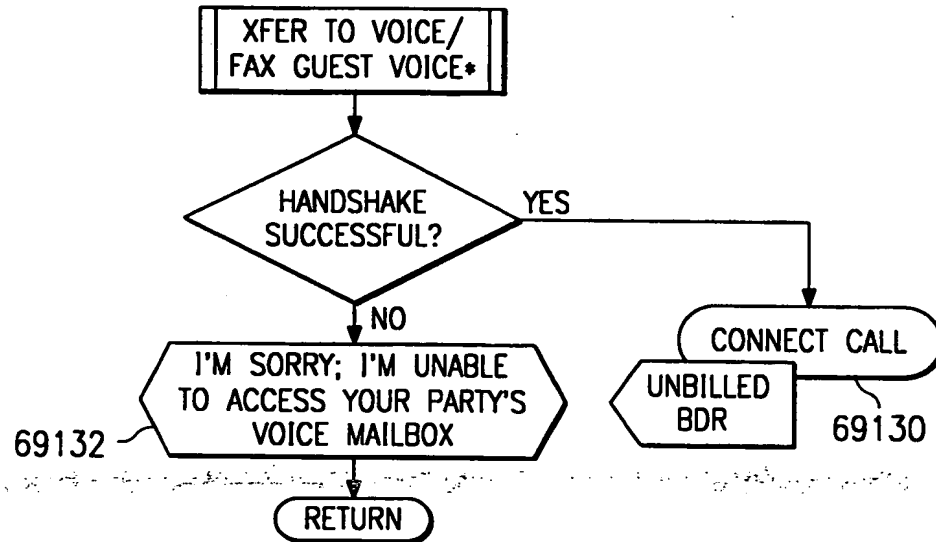 XFER TO VOICE/
FAX GUEST VOICE*
HANDSHAKE
SUCCESSFUL?
YES
NO
I'M SORRY; I'M UNABLE
TO ACCESS YOUR PARTY'S
VOICE MAILBOX
69132
CONNECT CALL
UNBILLED
BDR
69130
RETURN